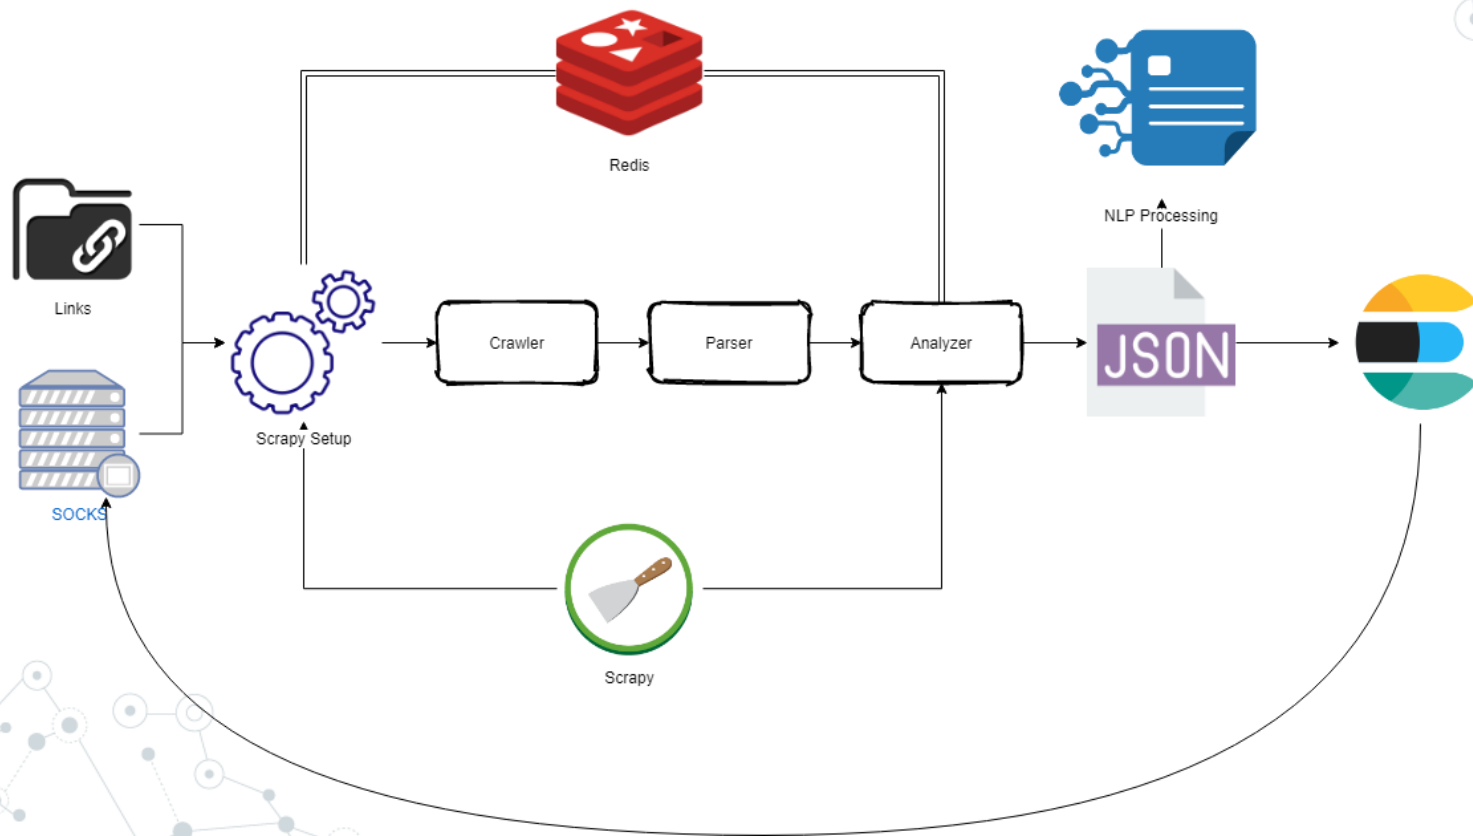 Redis
NLP Processing
Links
Crawler
Parser
Analyzer
JSON
Scrapy Setup
SOCKS
Scrapy